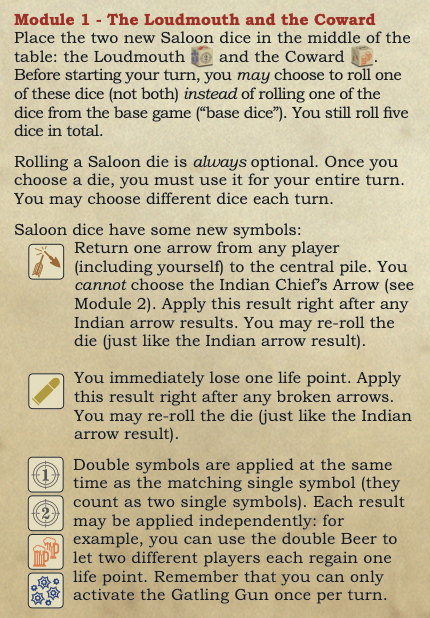 Module 1 - The Loudmouth and the Coward
Place the two new Saloon dice in the middle of the
table: the Loudmouth and the Coward .
Before starting your turn, you may choose to roll one
of these dice (not both) instead of rolling one of the
dice from the base game (“base dice”). You still roll five
dice in total.
Rolling a Saloon die is always optional. Once you
choose a die, you must use it for your entire turn.
You may choose different dice each turn.
Saloon dice have some new symbols:
Return one arrow from any player
(including yourself) to the central pile. You
cannot choose the Indian Chief’s Arrow (see
Module 2). Apply this result right after any
Indian arrow results. You may re-roll the
die (just like the Indian arrow result).
You immediately lose one life point. Apply
this result right after any broken arrows.
You may re-roll the die (just like the Indian
arrow result).
1
2
Double symbols are applied at the same
time as the matching single symbol (they
count as two single symbols). Each result
may be applied independently: for
example, you can use the double Beer to
let two different players each regain one
life point. Remember that you can only
activate the Gatling Gun once per turn.